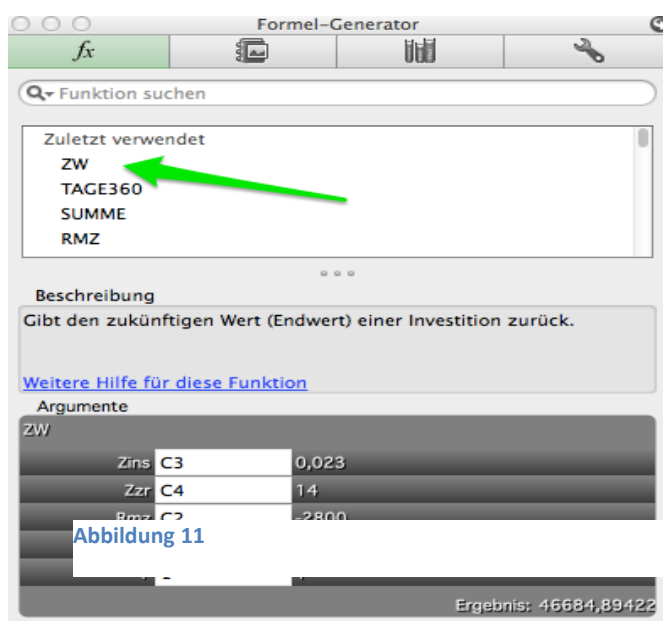 Formel-Generator
fx
Funktion suchen
Zuletzt verwendet
ZW
TAGE360
SUMME
RMZ
Beschreibung
Gibt den zukünftigen Wert (Endwert) einer Investition zurück.
Weitere Hilfe für diese Funktion
Argumente
ZW
Zins C3 0,023
Zzr C4 14
Rmz C2 -2800
Abbildung 11
Ergebnis: 46684,89422